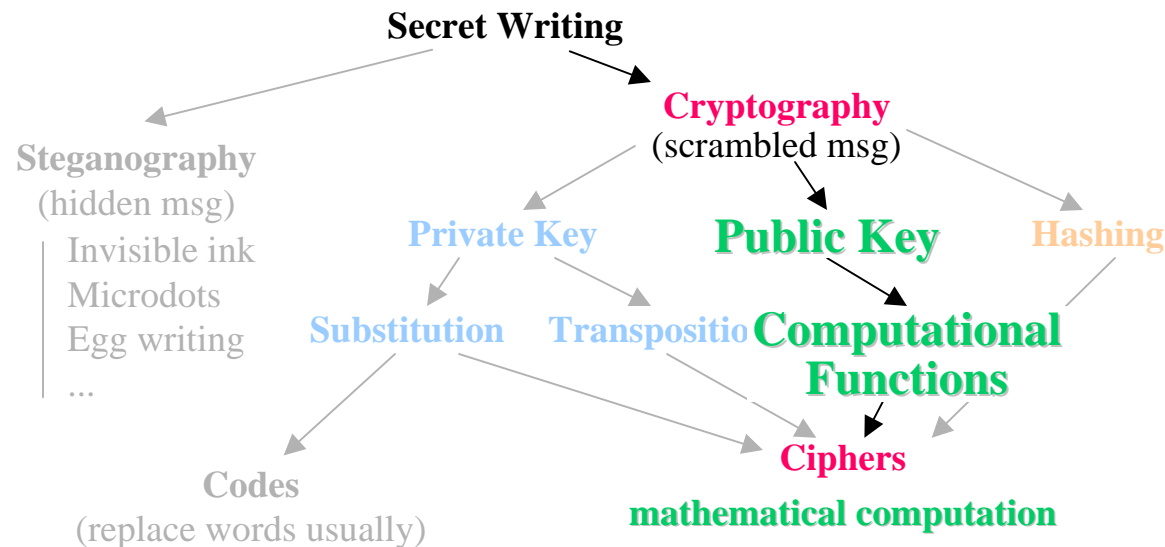 Secret Writing
Cryptography
(scrambled msg)
Steganography
(hidden msg)
Invisible ink
Microdots
Egg writing
...
Private Key
Public Key
Hashing
Substitution
Transpositio
Computational
Functions
Ciphers
mathematical computation
Codes
(replace words usually)